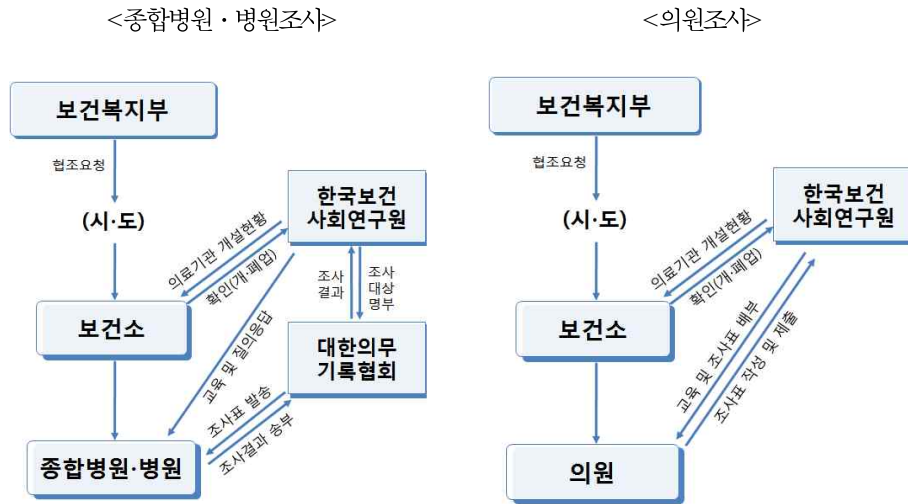 <종합병원·병원조사>
보건복지부
협조요청
(시·도)
한국보건
사회연구원
의료기관 개설현황
확인(개·폐업)
조사
결과
조사
대상
명부
보건소
교육 및 질의응답
대한의무
기록협회
조사표 발송
조사결과 송부
종합병원·병원
<의원조사>
보건복지부
협조요청
(시·도)
한국보건
사회연구원
의료기관 개설현황
확인(개·폐업)
보건소
교육 및 조사표 배부
조사표 작성 및 제출
의원